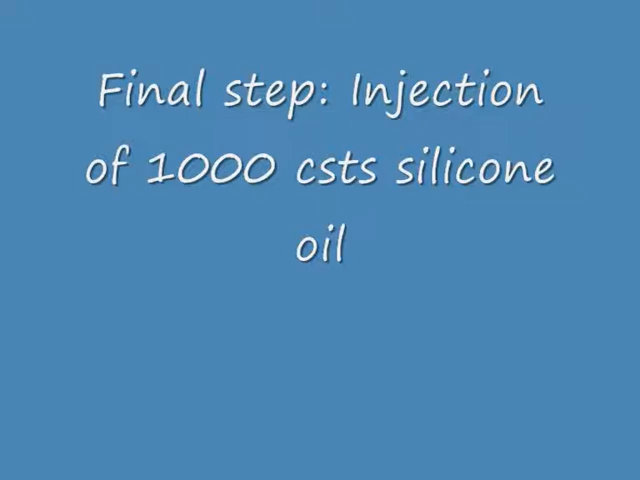 Final step: Injection
of 1000 csts silicone
oil